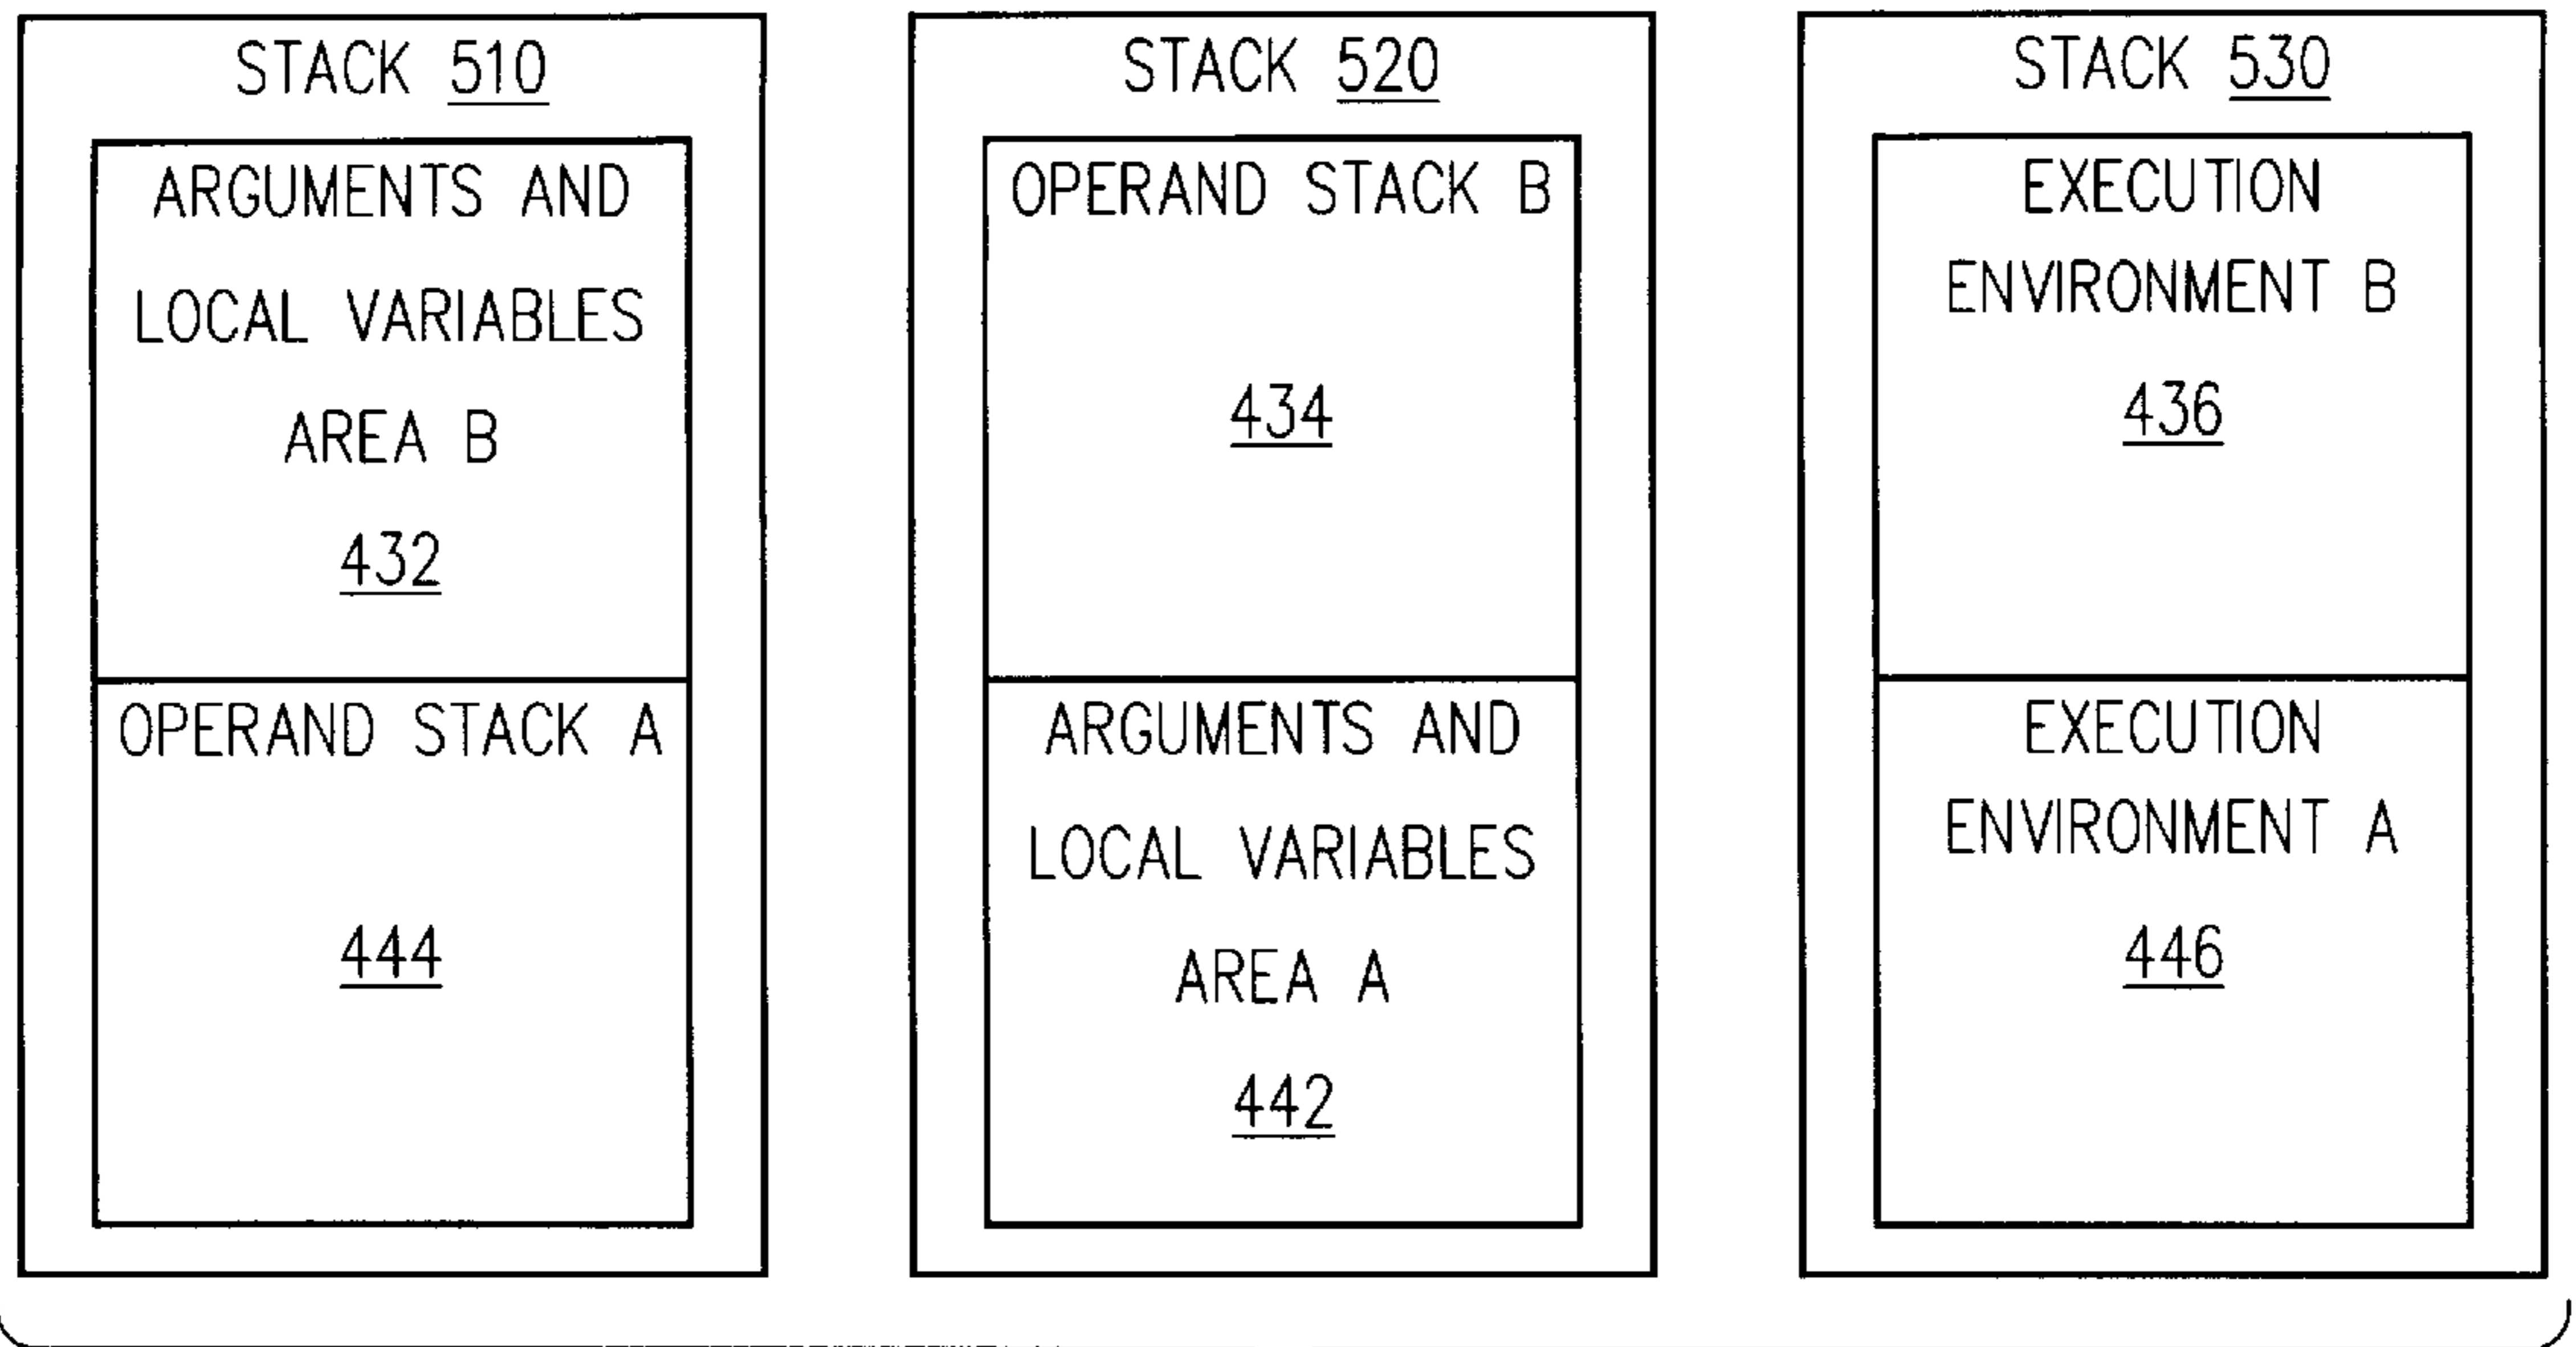 STACK 510
ARGUMENTS AND
LOCAL VARIABLES
AREA B
432
OPERAND STACK A
444
STACK 520
OPERAND STACK B
434
ARGUMENTS AND
LOCAL VARIABLES
AREA A
442
STACK 530
EXECUTION
ENVIRONMENT B
436
EXECUTION
ENVIRONMENT A
446